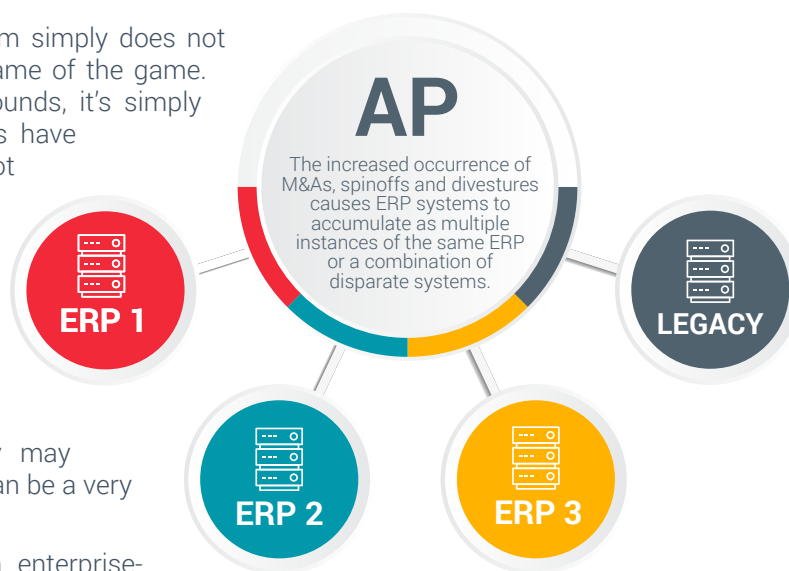 m simply does not
ame of the game.
ounds, it's simply
s have
ot
AP
The increased occurrence of
M&As, spinoffs and divestures
causes ERP systems to
accumulate as multiple
instances of the same ERP
or a combination of
disparate systems.
ERP 1
LEGACY
ERP 2
ERP 3
may
an be a very
enterprise-